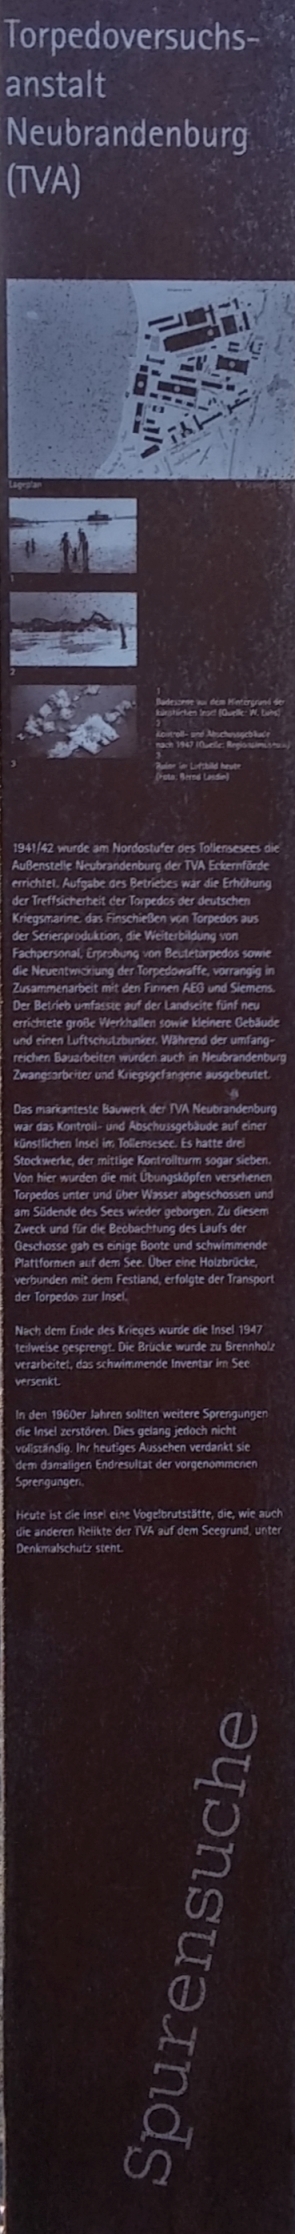 Torpedoversuchs-
anstalt
Neubrandenburg
(TVA)
Lageplan
1
2
3
1
Badeszene vor dem Hintergrund der
künstlichen Insel (Quelle: W.
2
Kontroll- und Abschussgebäude
nach 1947 (Quelle:
3
im Luftbild heute
(Foto: Bernd
1941/42 wurde am Nordostufer des Tollensesees die
Außenstelle Neubrandenburg der TVA Eckernförde
errichtet. Aufgabe des Betriebes war die Erhöhung
der Treffsicherheit der Torpedos der deutschen
Kriegsmarine, das Einschießen von Torpedos aus
der Serienproduktion, die Weiterbildung von
Fachpersonal, Erprobung von Beutetorpedos sowie
die Neuentwicklung der Torpedowaffe, vorrangig in
Zusammenarbeit mit den Firmen AEG und Siemens.
Der Betrieb umfasste auf der Landseite fünf neu
errichtete große Werkhallen sowie kleinere Gebäude
und einen Luftschutzbunker. Während der umfang-
reichen Bauarbeiten wurden auch in Neubrandenburg
Zwangsarbeiter und Kriegsgefangene ausgebeutet.
Das markanteste Bauwerk der TVA Neubrandenburg
war das Kontroll- und Abschussgebäude auf einer
künstlichen Insel im Tollensesee. Es hatte drei
Stockwerke, der mittige Kontrollturm sogar sieben.
Von hier wurden die mit Übungsköpfen versehenen
Torpedos unter und über Wasser abgeschossen und
am Südende des Sees wieder geborgen. Zu diesem
Zweck und für die Beobachtung des Laufs der
Geschosse gab es einige Boote und schwimmende
Plattformen auf dem See. Über eine Holzbrücke,
verbunden mit dem Festland, erfolgte der Transport
der Torpedos zur Insel.
Nach dem Ende des Krieges wurde die Insel 1947
teilweise gesprengt. Die Brücke wurde zu Brennholz
verarbeitet, das schwimmende Inventar im See
versenkt.
In den 1960er Jahren sollten weitere Sprengungen
die Insel zerstören. Dies gelang jedoch nicht
vollständig. Ihr heutiges Aussehen verdankt sie
dem damaligen Endresultat der vorgenommenen
Sprengungen.
Heute ist die Insel eine Vogelbrutstätte, die, wie auch
die anderen Relikte der TVA auf dem Seegrund, unter
Denkmalschutz steht.
Spurensuche